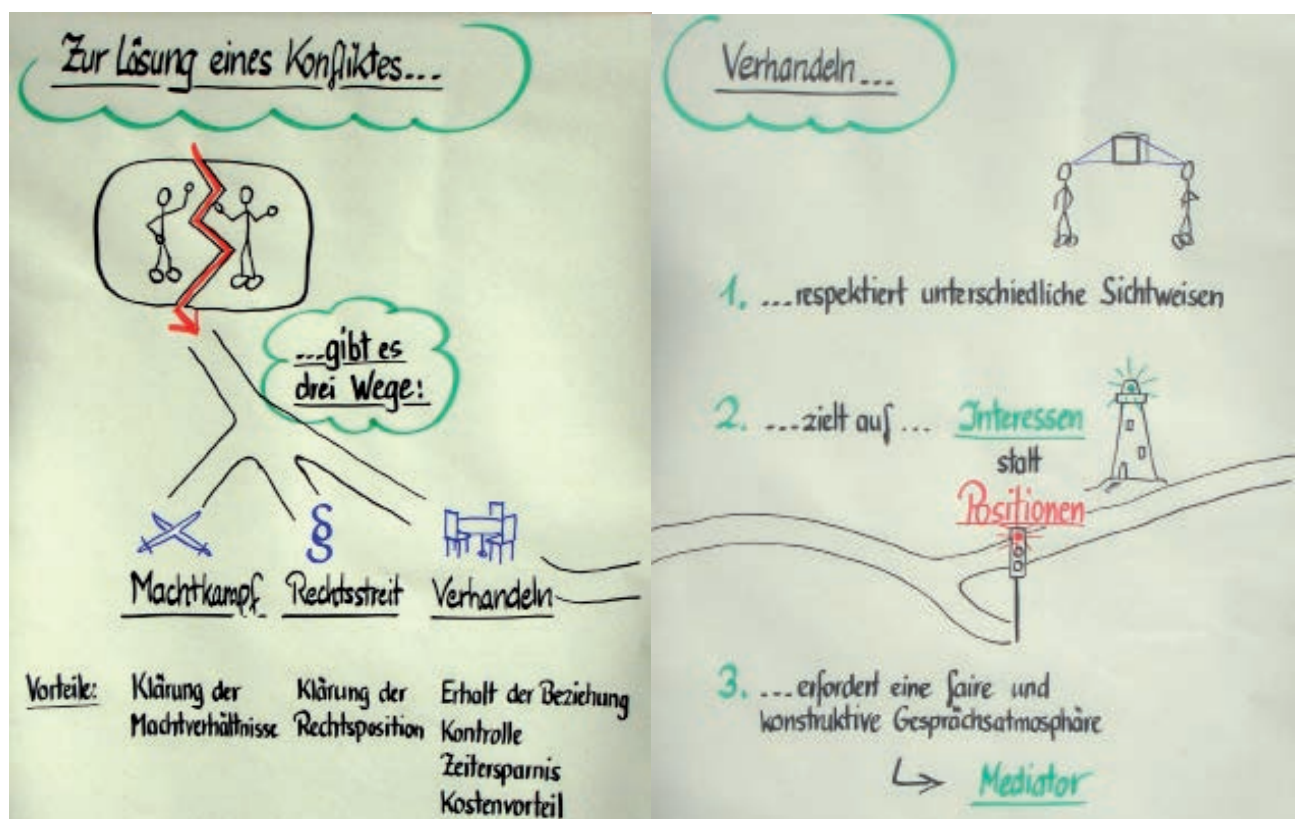 Zur Lösung eines Konfliktes...
...gibt es
drei Wege:
§
Machtkampf
Rechtsstreit
Verhandeln
Vorteile:
Klärung der
Machtverhältnisse
Klärung der
Rechtsposition
Erhalt der Beziehung
Kontrolle
Zeitersparnis
Kostenvorteil
Verhandeln...
1. ...respektiert unterschiedliche Sichtweisen
2. ...zielt auf... Interessen
statt
Positionen
3. ...erfordert eine faire und
konstruktive Gesprächsatmosphäre
Mediator